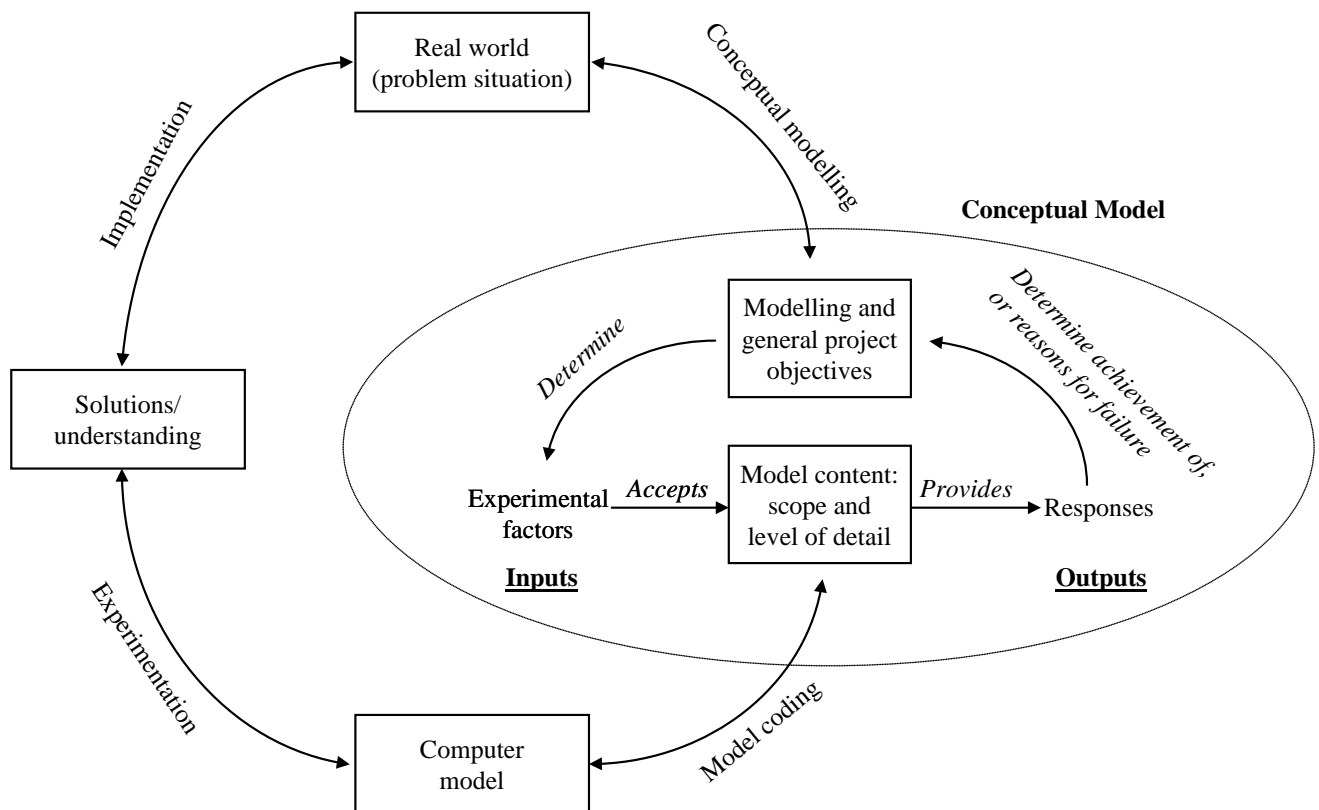 Real world
(problem situation)
Conceptual modelling
Implementation
Conceptual Model
Modelling and
general project
objectives
Determine achievement of,
or reasons for failure
Determine
Solutions/
understanding
Experimental
factors
Accepts
Model content:
scope and
level of detail
Provides
Responses
Inputs
Outputs
Experimentation
Model coding
Computer
model